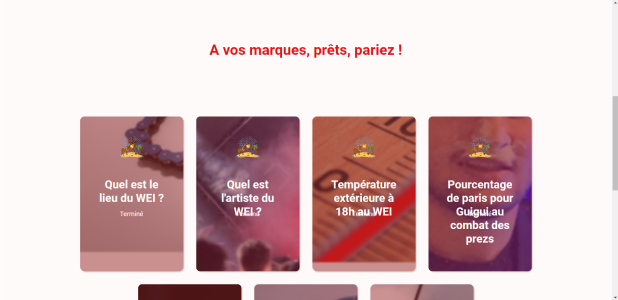 A vos marques, prêts, pariez !
Quel est le
lieu du WEI ?
Terminé
Quel est
l'artiste du
WEI ?
Température
extérieure à
18h au WEI
Pourcentage
de paris pour
Guigui au
combat des
prezs